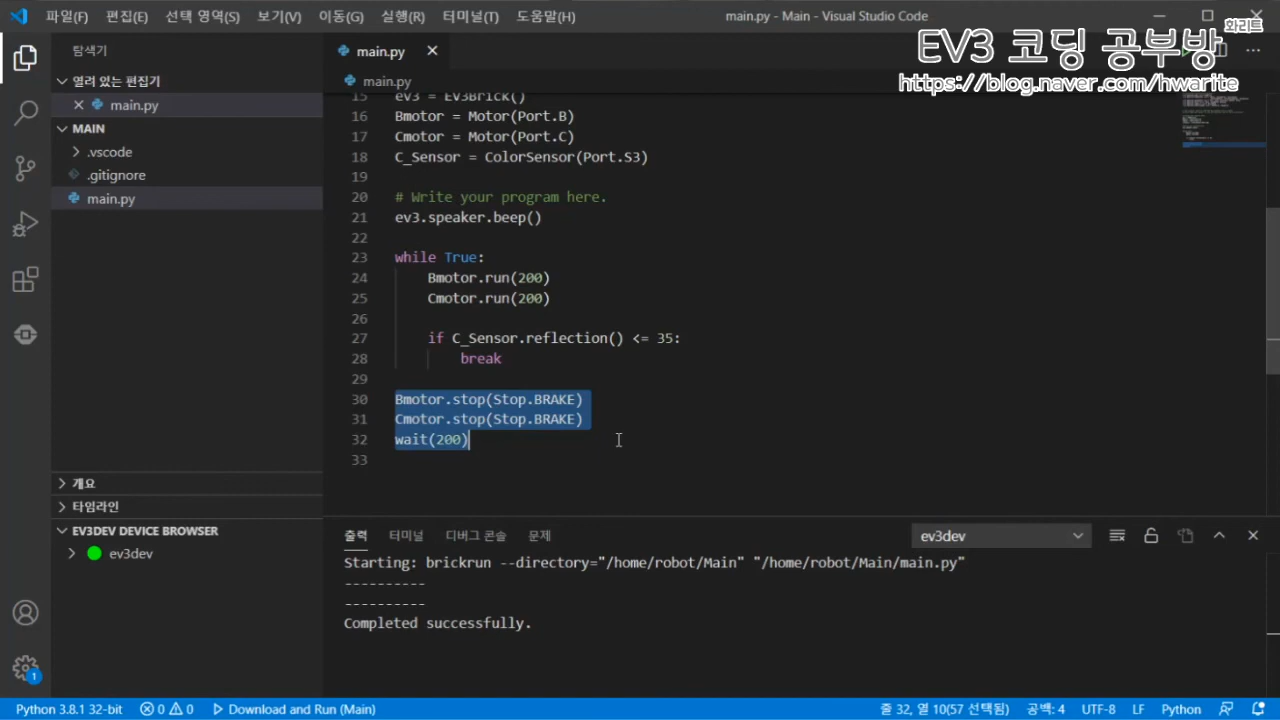 파일(F) 편집(E) 선택 영역(S) 보기(V) 이동(G) 실행(R) 터미널(T) 도움말(H) main.py - Main - Visual Studio Code
화리트
EV3 코딩 공부방
https://blog.naver.com/hwarite
탐색기
열려 있는 편집기
main.py
MAIN
.vscode
.gitignore
main.py
개요
타임라인
EV3DEV DEVICE BROWSER
ev3dev
main.py
main.py
15 ev3 = EV3Brick()
16 Bmotor = Motor(Port.B)
17 Cmotor = Motor(Port.C)
18 C_Sensor = ColorSensor(Port.S3)
19
20 # Write your program here.
21 ev3.speaker.beep()
22
23 while True:
24 Bmotor.run(200)
25 Cmotor.run(200)
26
27 if C_Sensor.reflection() <= 35:
28 break
29
30 Bmotor.stop(Stop.BRAKE)
31 Cmotor.stop(Stop.BRAKE)
32 wait(200)
33
출력 터미널 디버그 콘솔 문제 ev3dev
Starting: brickrun --directory="/home/robot/Main" "/home/robot/Main/main.py"
----------
----------
Completed successfully.
1
Python 3.8.1 32-bit 0 0 Download and Run (Main) 줄 32, 열 10(57 선택됨) 공백: 4 UTF-8 LF Python